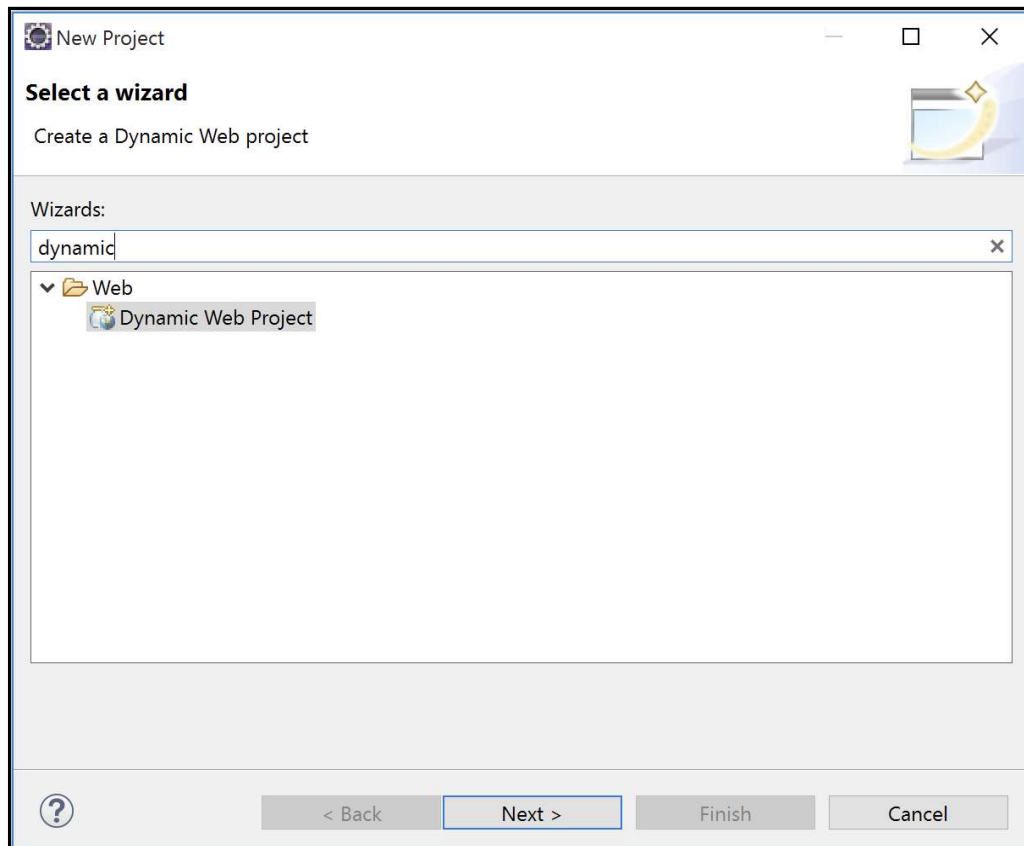 New Project
Select a wizard
Create a Dynamic Web project
Wizards:
dynamic
Web
Dynamic Web Project
< Back Next > Finish Cancel